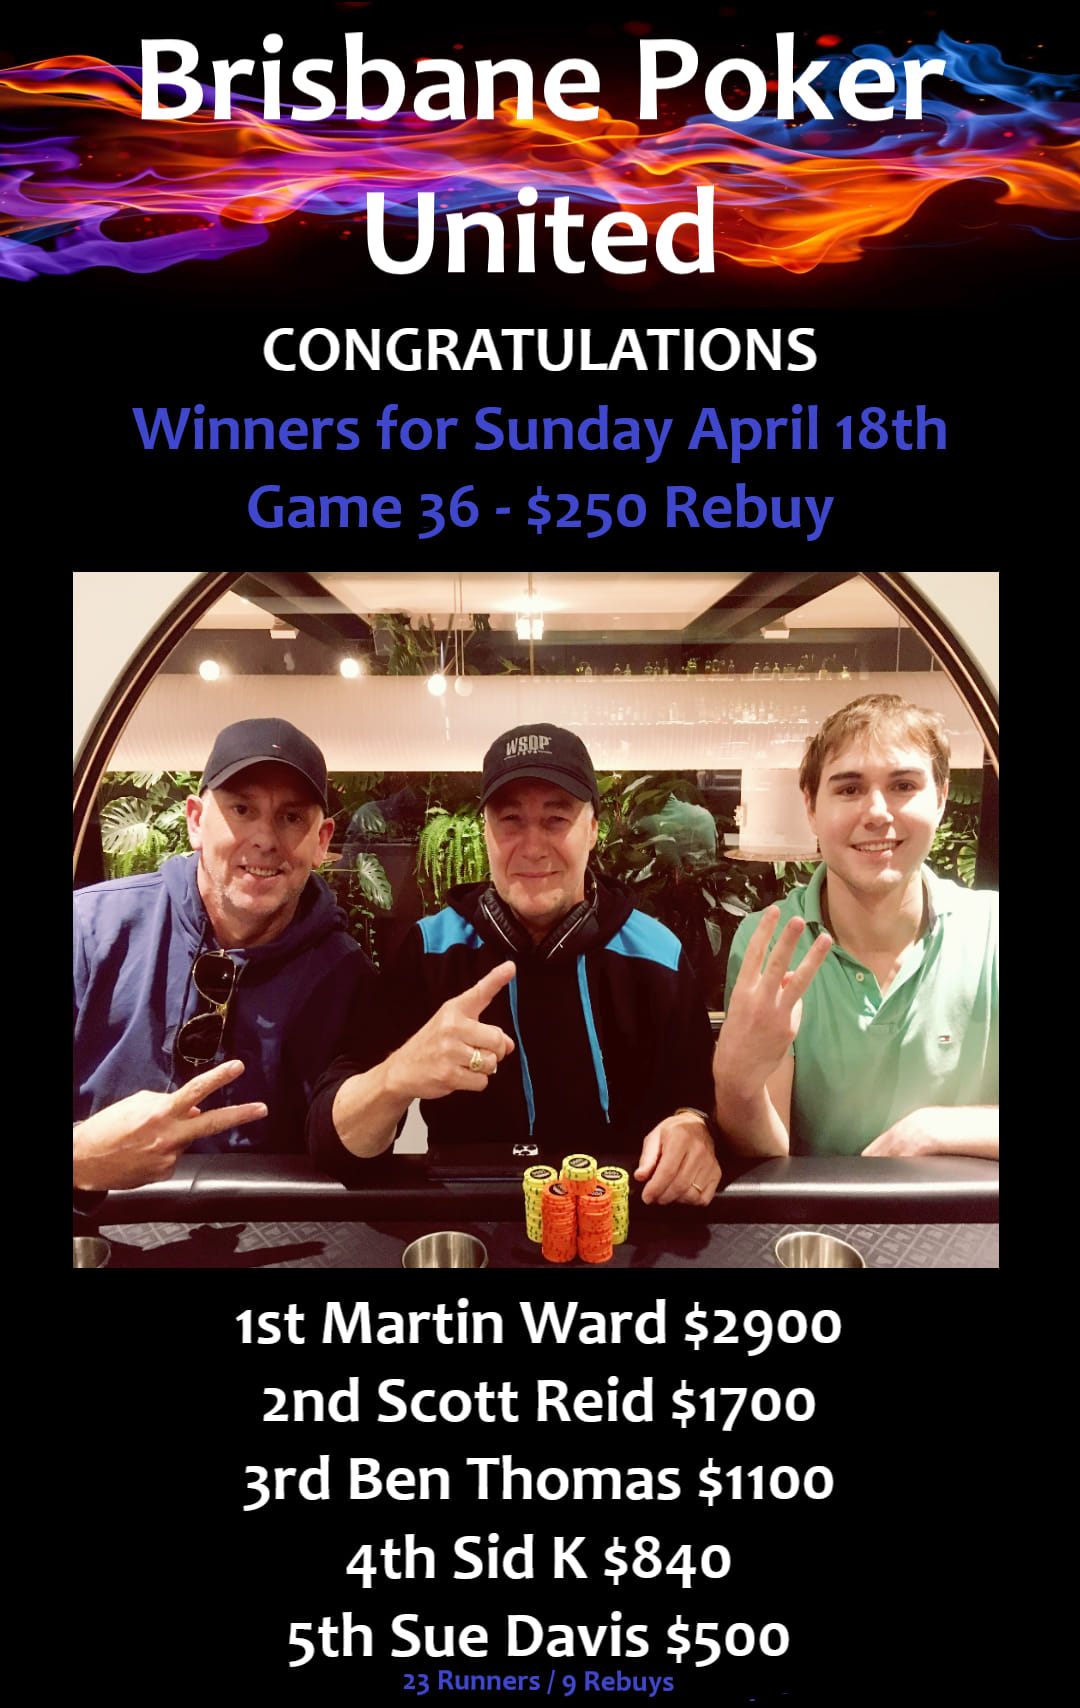 Brisbane Poker
United
CONGRATULATIONS
Winners for Sunday April 18th
Game 36 - $250 Rebuy
WSOP
1st Martin Ward $2900
2nd Scott Reid $1700
3rd Ben Thomas $1100
4th Sid K $840
5th Sue Davis $500
23 Runners / 9 Rebuys